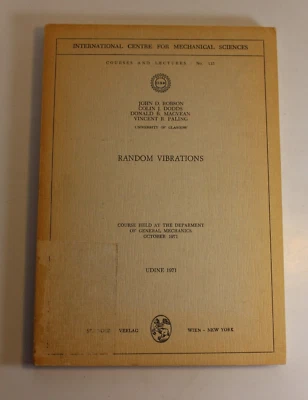 INTERNATIONAL CENTRE FOR MECHANICAL SCIENCES
COURSES AND LECTURES - No. 115
JOHN D. ROBSON
COLIN J. DODDS
DONALD B. MACVEAN
VINCENT R. PALING
UNIVERSITY OF GLASGOW
RANDOM VIBRATIONS
COURSE HELD AT THE DEPARTMENT
OF GENERAL MECHANICS
OCTOBER 1971
UDINE 1971
VERLAG
WIEN - NEW YORK